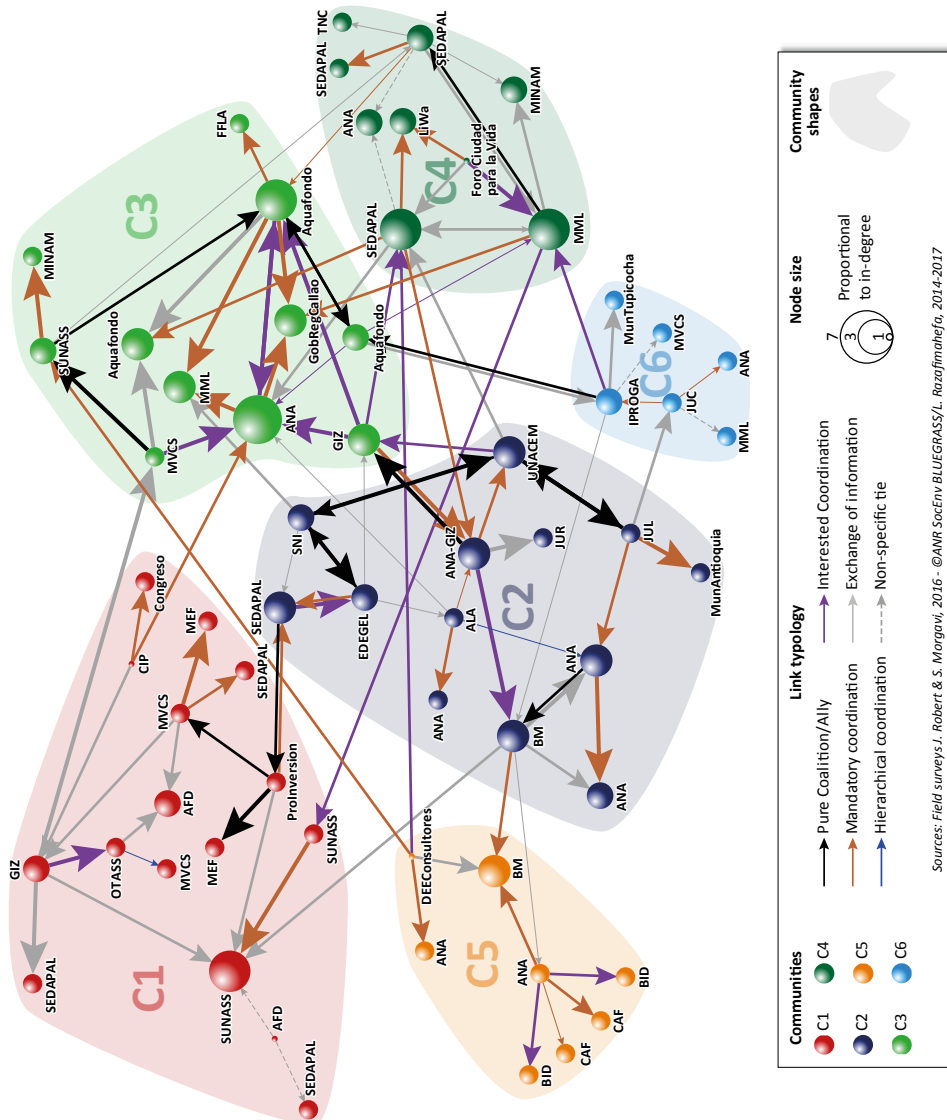 C1
GIZ
SEDAPAL
OTASS
MVCS
AFD
MVCS
MEF
SEDAPAL
CIP
Congreso
MEF
ProInversion
SUNASS
SUNASS
AFD
SEDAPAL
C3
SUNASS
MINAM
MVCS
Aquafondo
MML
ANA
GobRegCallao
Aquafondo
FFLA
Aquafondo
GIZ
C4
SEDAPAL
TNC
SEDAPAL
ANA
LiWa
MINAM
Foro Ciudad
para la Vida
SEDAPAL
MML
C2
SNI
SEDAPAL
EDEGEL
ANA-GIZ
UNACEM
JUR
JUL
MunAntioquia
ALA
ANA
ANA
BM
ANA
C6
IPROGA
MunTupicocha
MVCS
JUC
ANA
MML
C5
DEEConsultores
ANA
BM
ANA
BID
CAF
CAF
BID
Communities
C1
C2
C3
C4
C5
C6
Link typology
Pure Coalition/Ally
Mandatory coordination
Hierarchical coordination
Interested Coordination
Exchange of information
Non-specific tie
Node size
7
3
1
0
Proportional
to in-degree
Community
shapes
Sources: Field surveys J. Robert & S. Morgavi, 2016 - ©ANR SocEnv BLUEGRASS/L. Razafimahefa, 2014-2017